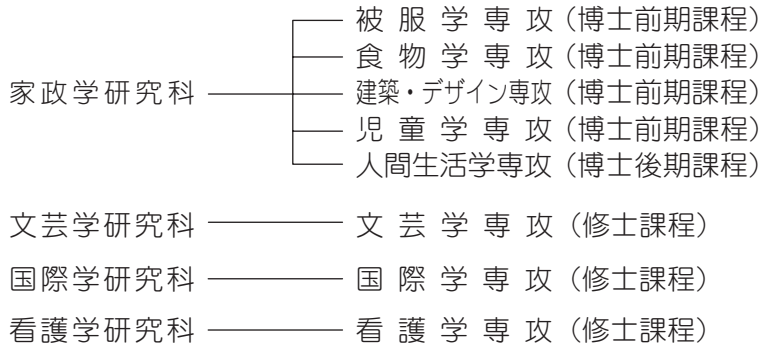 被服学専攻（博士前期課程）
食物学専攻（博士前期課程）
家政学研究科 建築・デザイン専攻（博士前期課程）
児童学専攻（博士前期課程）
人間生活学専攻（博士後期課程）
文芸学研究科 文芸学専攻（修士課程）
国際学研究科 国際学専攻（修士課程）
看護学研究科 看護学専攻（修士課程）